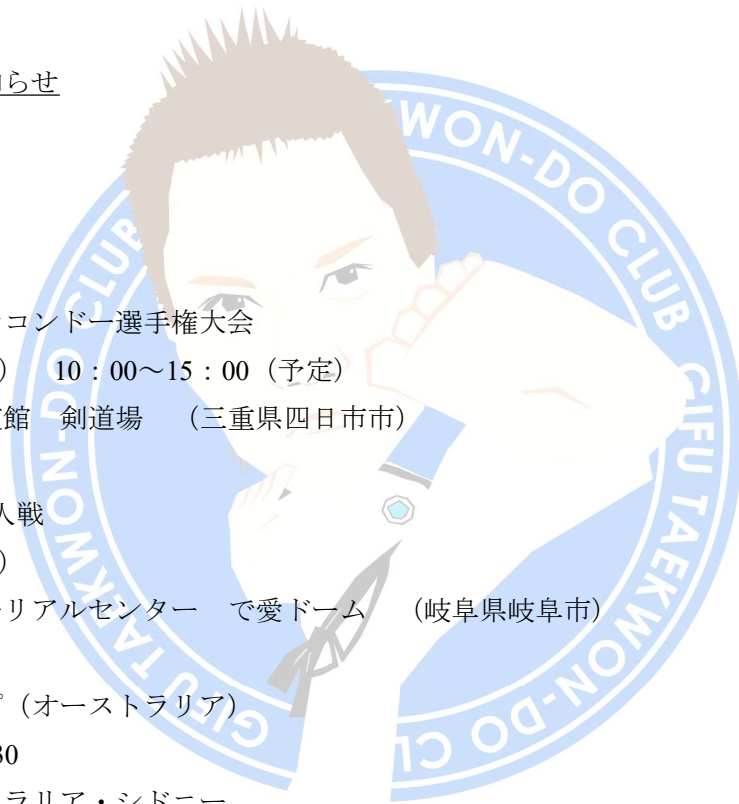 らせ
コンドー選手権大会
） 10：00～15：00（予定）
館 剣道場 （三重県四日市市）
人戦
）
リアルセンター で愛ドーム （岐阜県岐阜市）
（オーストラリア）
30
ラリア・シドニー
GIFU TAEKWON-DO CLUB GIFU TAEKWON-DO CLUB